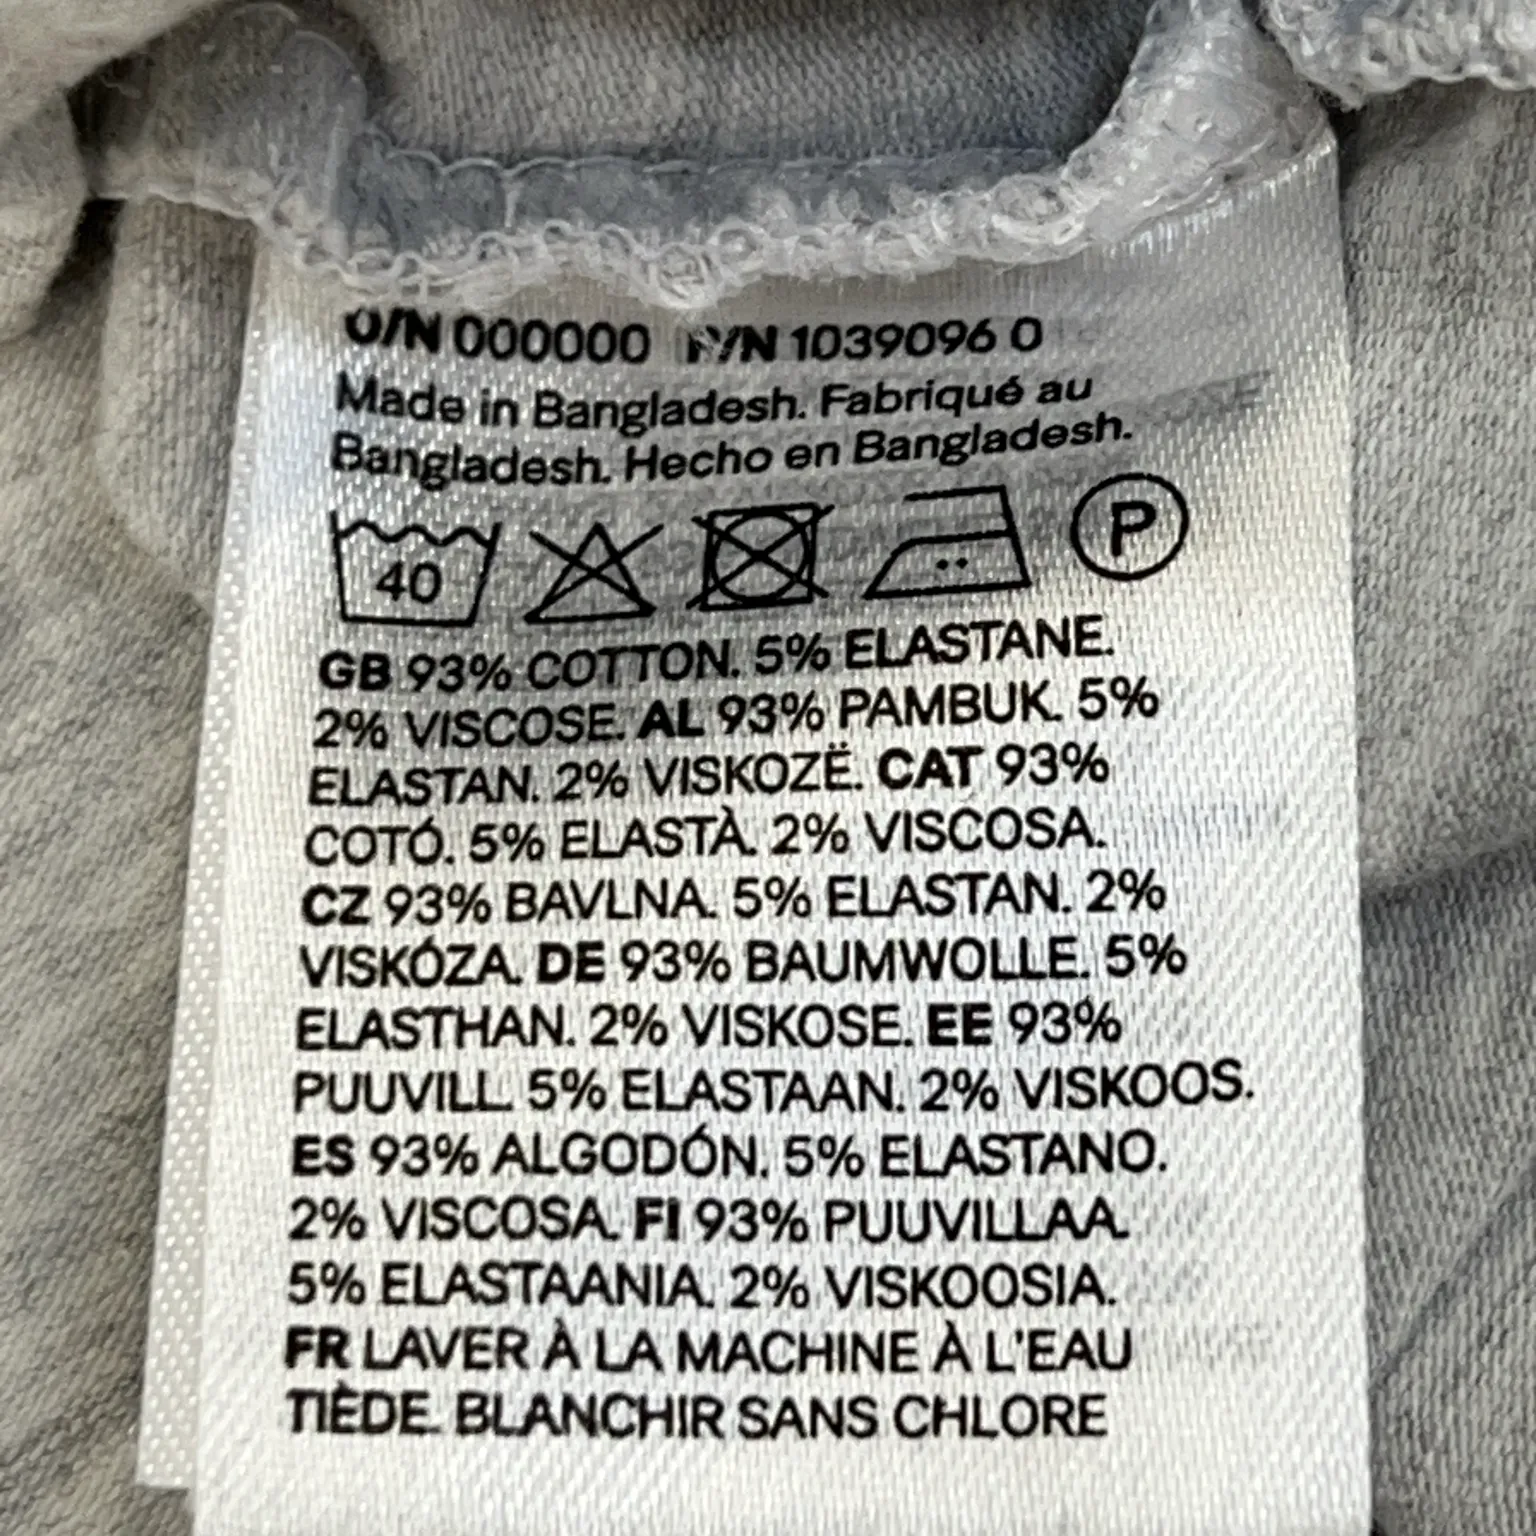 O/N 000000 P/N 1039096 0
Made in Bangladesh. Fabriqué au
Bangladesh. Hecho en Bangladesh.
40 P
GB 93% COTTON. 5% ELASTANE.
2% VISCOSE. AL 93% PAMBUK. 5%
ELASTAN. 2% VISKOZË. CAT 93%
COTÓ. 5% ELASTÀ. 2% VISCOSA.
CZ 93% BAVLNA. 5% ELASTAN. 2%
VISKÓZA. DE 93% BAUMWOLLE. 5%
ELASTHAN. 2% VISKOSE. EE 93%
PUUVILL. 5% ELASTAAN. 2% VISKOOS.
ES 93% ALGODÓN. 5% ELASTANO.
2% VISCOSA. FI 93% PUUVILLAA.
5% ELASTAANIA. 2% VISKOOSIA.
FR LAVER À LA MACHINE À L'EAU
TIÈDE. BLANCHIR SANS CHLORE